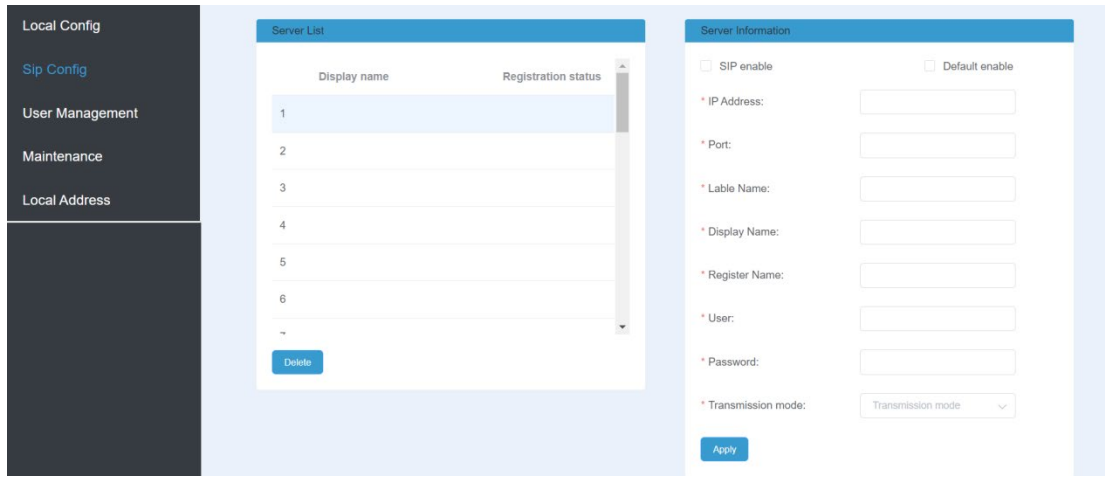 Local Config
Sip Config
User Management
Maintenance
Local Address
Server List
Display name Registration status
1
2
3
4
5
6
Delete
Server Information
SIP enable Default enable
* IP Address:
* Port:
* Lable Name:
* Display Name:
* Register Name:
* User:
* Password:
* Transmission mode: Transmission mode
Apply